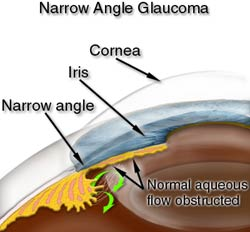 Narrow Angle Glaucoma
Cornea
Iris
Narrow angle
Normal aqueous
flow obstructed